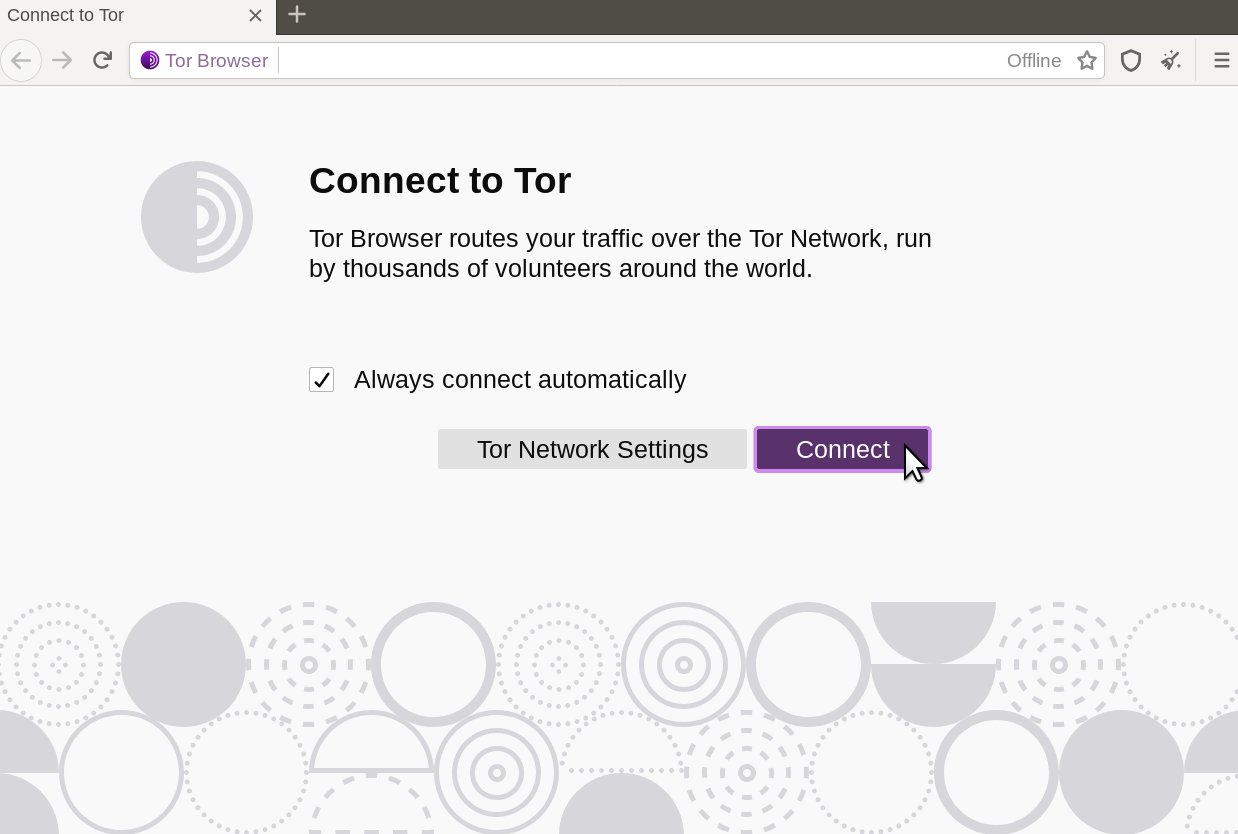 Connect to Tor
Tor Browser
Offline
Connect to Tor
Tor Browser routes your traffic over the Tor Network, run
by thousands of volunteers around the world.
Always connect automatically
Tor Network Settings
Connect